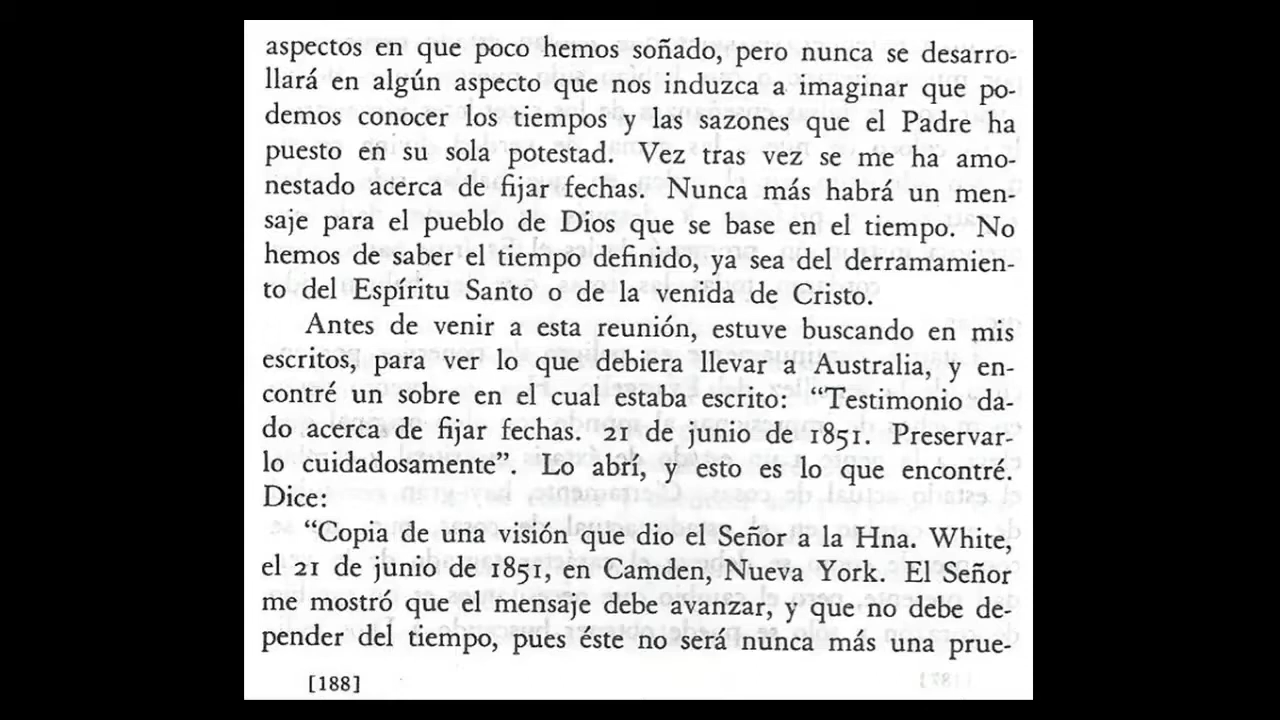 aspectos en que poco hemos soñado, pero nunca se desarro-
llará en algún aspecto que nos induzca a imaginar que po-
demos conocer los tiempos y las sazones que el Padre ha
puesto en su sola potestad. Vez tras vez se me ha amo-
nestado acerca de fijar fechas. Nunca más habrá un men-
saje para el pueblo de Dios que se base en el tiempo. No
hemos de saber el tiempo definido, ya sea del derramamien-
to del Espíritu Santo o de la venida de Cristo.
Antes de venir a esta reunión, estuve buscando en mis
escritos, para ver lo que debiera llevar a Australia, y en-
contré un sobre en el cual estaba escrito: “Testimonio da-
do acerca de fijar fechas. 21 de junio de 1851. Preservar-
lo cuidadosamente”. Lo abrí, y esto es lo que encontré.
Dice:
“Copia de una visión que dio el Señor a la Hna. White,
el 21 de junio de 1851, en Camden, Nueva York. El Señor
me mostró que el mensaje debe avanzar, y que no debe de-
pender del tiempo, pues éste no será nunca más una prue-
[188]